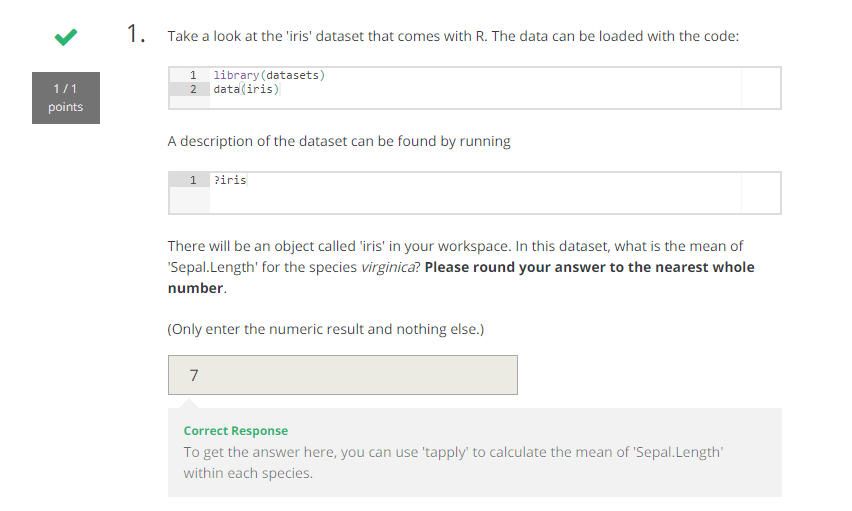 1. Take a look at the 'iris' dataset that comes with R. The data can be loaded with the code:
1 / 1
points
1 library(datasets)
2 data(iris)
A description of the dataset can be found by running
1 ?iris
There will be an object called 'iris' in your workspace. In this dataset, what is the mean of
'Sepal.Length' for the species virginica? Please round your answer to the nearest whole
number.
(Only enter the numeric result and nothing else.)
7
Correct Response
To get the answer here, you can use 'tapply' to calculate the mean of 'Sepal.Length'
within each species.